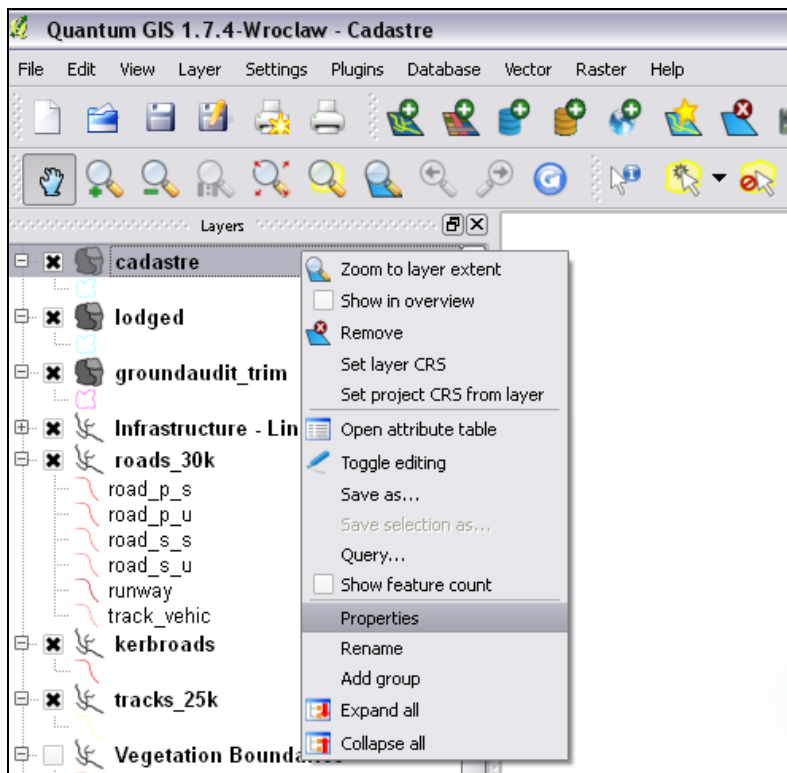 Quantum GIS 1.7.4-Wroclaw - Cadastre
File Edit View Layer Settings Plugins Database Vector Raster Help
Layers
cadastre
lodged
groundaudit_trim
Infrastructure - Lin
roads_30k
road_p_s
road_p_u
road_s_s
road_s_u
runway
track_vehic
kerbroads
tracks_25k
Vegetation
Zoom to layer extent
Show in overview
Remove
Set layer CRS
Set project CRS from layer
Open attribute table
Toggle editing
Save as...
Save selection as...
Query...
Show feature count
Properties
Rename
Add group
Expand all
Collapse all